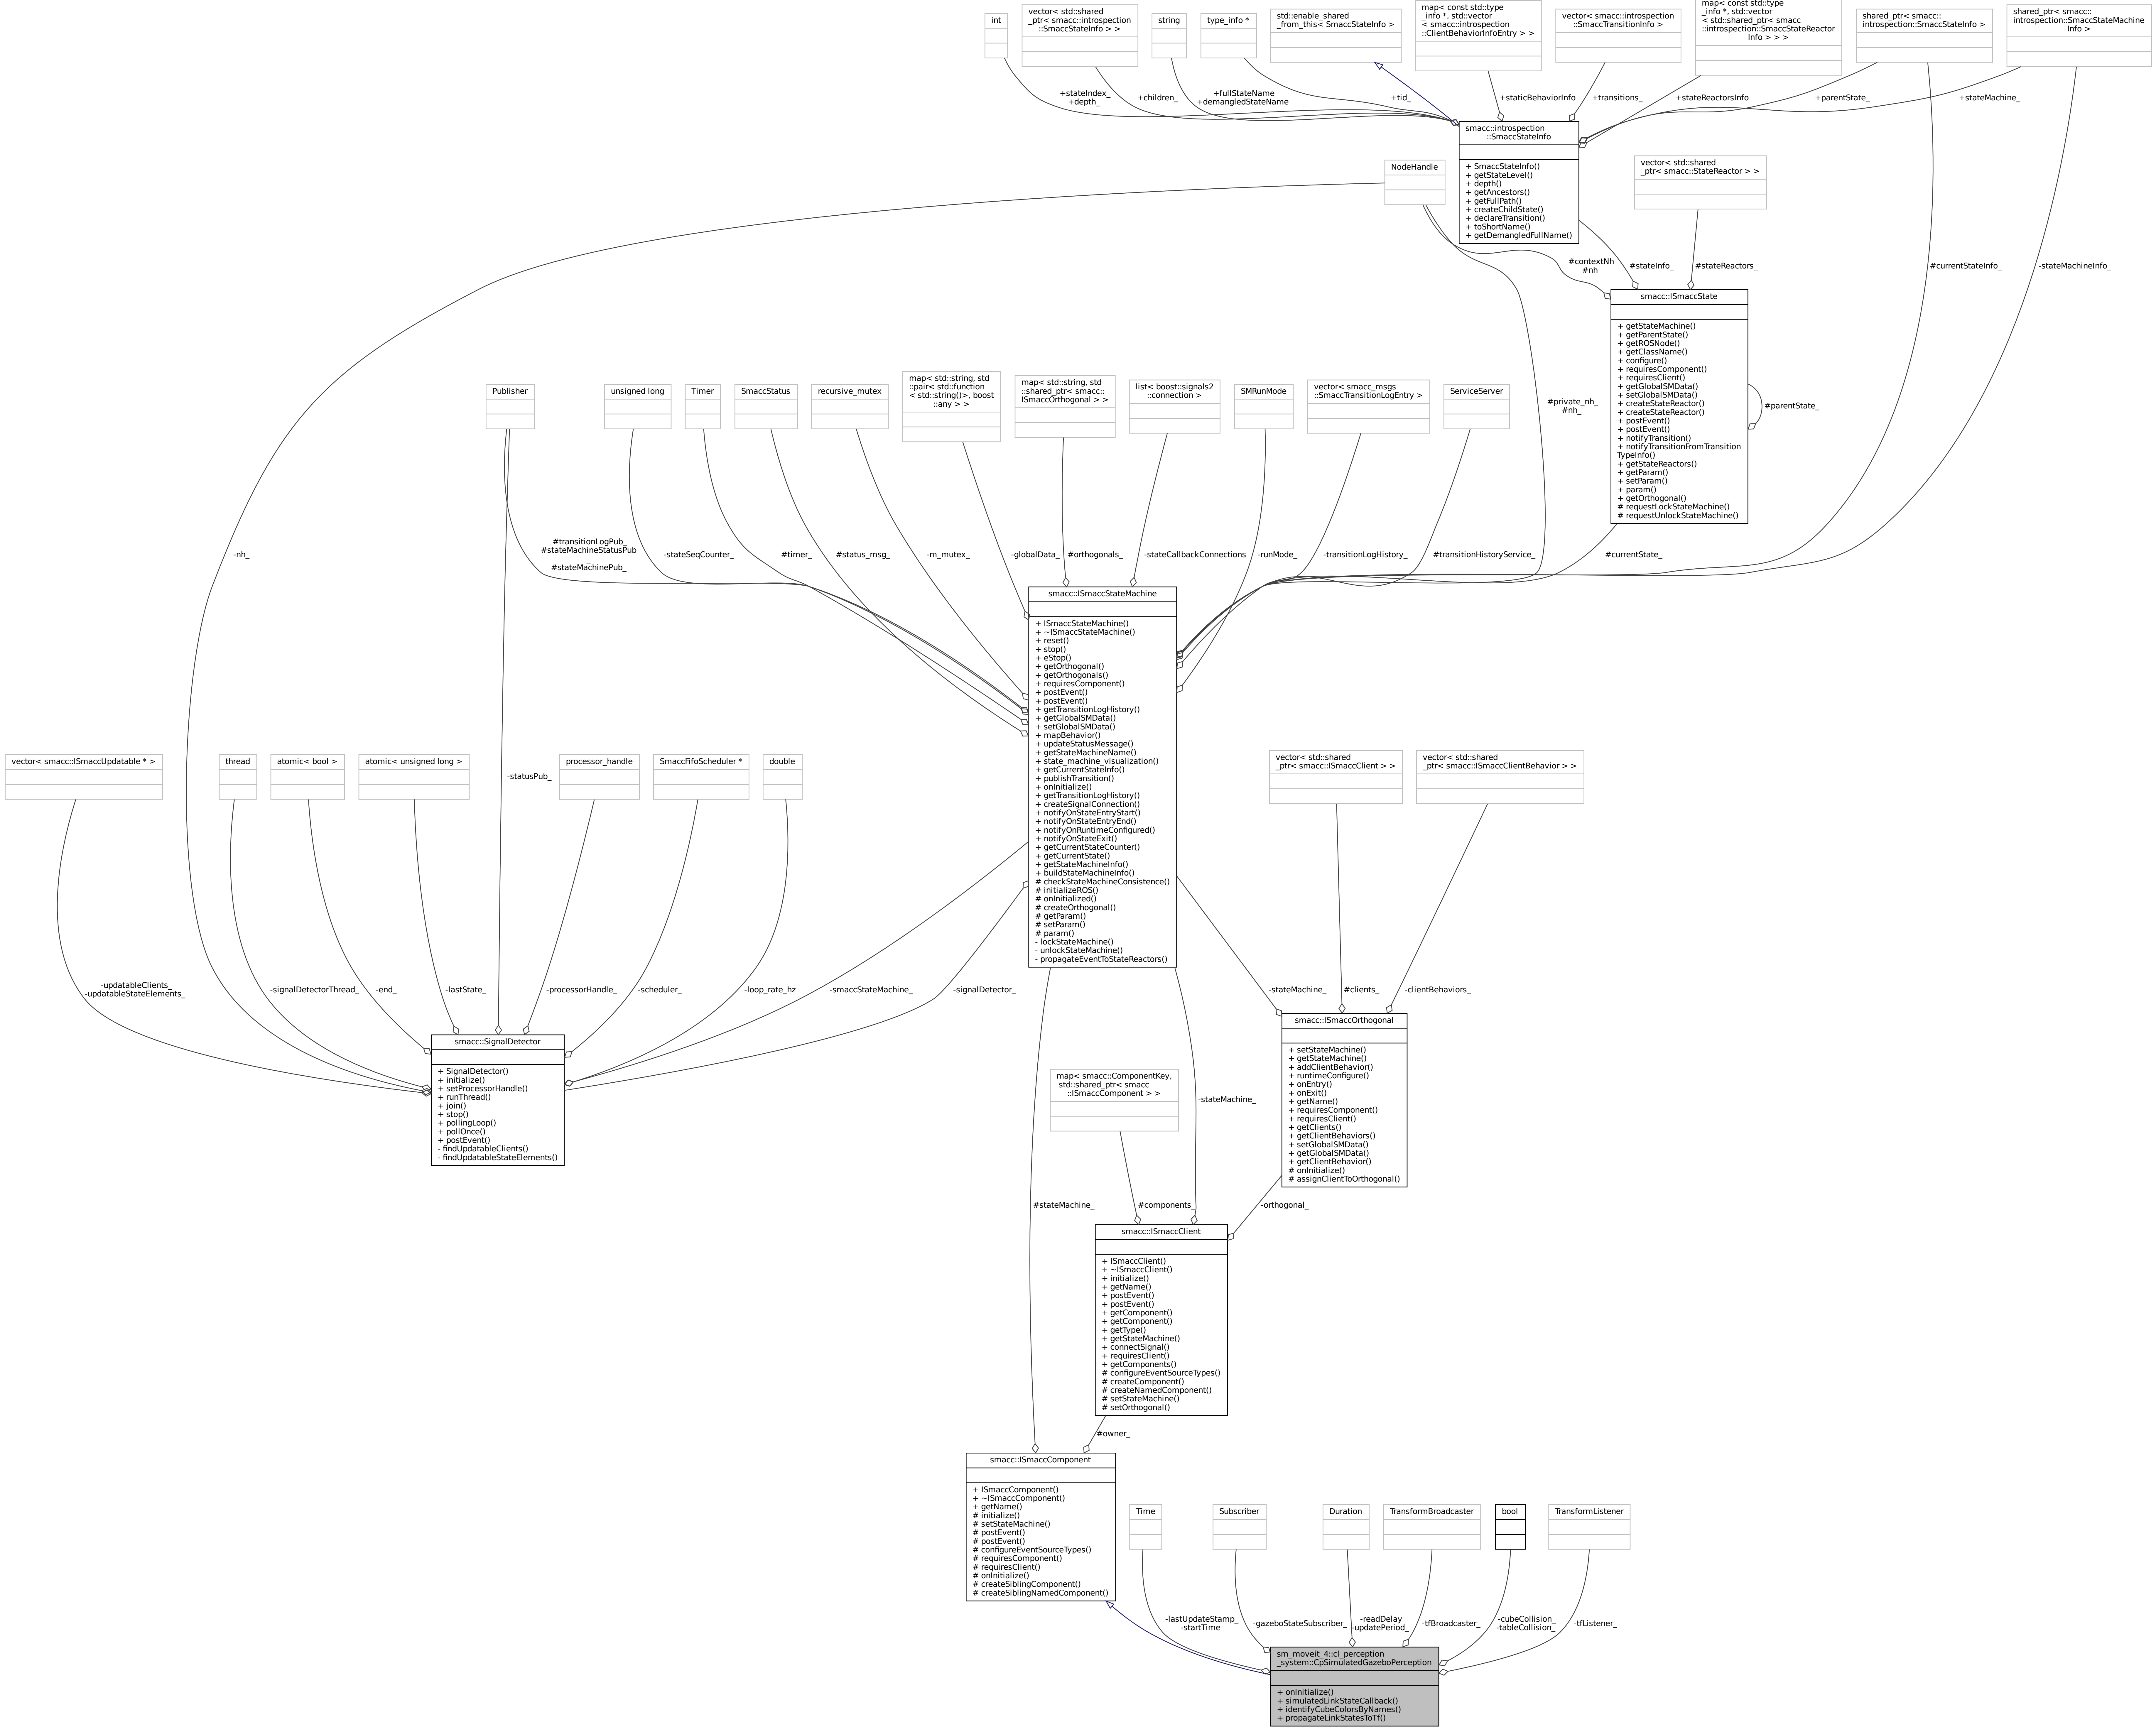 int
vector< std::shared
_ptr< smacc::introspection
::SmaccStateInfo > >
string
type_info *
std::enable_shared
_from_this< SmaccStateInfo >
map< const std::type
_info *, std::vector
< smacc::introspection
::ClientBehaviorInfoEntry > >
vector< smacc::introspection
::SmaccTransitionInfo >
map< const std::type
_info *, std::vector
< std::shared_ptr< smacc
::introspection::SmaccStateReactor
Info > > >
shared_ptr< smacc::
introspection::SmaccStateInfo >
shared_ptr< smacc::
introspection::SmaccStateMachine
Info >
+stateIndex_
+depth_
+children_
+fullStateName
+demangledStateName
+tid_
+staticBehaviorInfo
+transitions_
+stateReactorsInfo
+parentState_
+stateMachine_
smacc::introspection
::SmaccStateInfo
+ SmaccStateInfo()
+ getStateLevel()
+ depth()
+ getAncestors()
+ getFullPath()
+ createChildState()
+ declareTransition()
+ toShortName()
+ getDemangledFullName()
NodeHandle
vector< std::shared
_ptr< smacc::StateReactor > >
#contextNh
#nh
#stateInfo_
#stateReactors_
#currentStateInfo_
-stateMachineInfo_
smacc::ISmaccState
+ getStateMachine()
+ getParentState()
+ getROSNode()
+ getClassName()
+ configure()
+ requiresComponent()
+ requiresClient()
+ getGlobalSMData()
+ setGlobalSMData()
+ createStateReactor()
+ createStateReactor()
+ postEvent()
+ postEvent()
+ notifyTransition()
+ notifyTransitionFromTransition
TypeInfo()
+ getStateReactors()
+ getParam()
+ setParam()
+ param()
+ getOrthogonal()
# requestLockStateMachine()
# requestUnlockStateMachine()
#parentState_
Publisher
unsigned long
Timer
SmaccStatus
recursive_mutex
map< std::string, std
::pair< std::function
< std::string()>, boost
::any > >
map< std::string, std
::shared_ptr< smacc::
ISmaccOrthogonal > >
list< boost::signals2
::connection >
SMRunMode
vector< smacc_msgs
::SmaccTransitionLogEntry >
ServiceServer
#private_nh_
#nh_
-nh_
#transitionLogPub_
#stateMachineStatusPub
_
#stateMachinePub_
-stateSeqCounter_
#timer_
#status_msg_
-m_mutex_
-globalData_
#orthogonals_
-stateCallbackConnections
-runMode_
-transitionLogHistory_
#transitionHistoryService_
#currentState_
smacc::ISmaccStateMachine
+ ISmaccStateMachine()
+ ~ISmaccStateMachine()
+ reset()
+ stop()
+ eStop()
+ getOrthogonal()
+ getOrthogonals()
+ requiresComponent()
+ postEvent()
+ postEvent()
+ getTransitionLogHistory()
+ getGlobalSMData()
+ setGlobalSMData()
+ mapBehavior()
+ updateStatusMessage()
+ getStateMachineName()
+ state_machine_visualization()
+ getCurrentStateInfo()
+ publishTransition()
+ onInitialize()
+ getTransitionLogHistory()
+ createSignalConnection()
+ notifyOnStateEntryStart()
+ notifyOnStateEntryEnd()
+ notifyOnRuntimeConfigured()
+ notifyOnStateExit()
+ getCurrentStateCounter()
+ getCurrentState()
+ getStateMachineInfo()
+ buildStateMachineInfo()
# checkStateMachineConsistence()
# initializeROS()
# onInitialized()
# createOrthogonal()
# getParam()
# setParam()
# param()
- lockStateMachine()
- unlockStateMachine()
- propagateEventToStateReactors()
vector< smacc::ISmaccUpdatable * >
thread
atomic< bool >
atomic< unsigned long >
-statusPub_
processor_handle
SmaccFifoScheduler *
double
vector< std::shared
_ptr< smacc::ISmaccClient > >
vector< std::shared
_ptr< smacc::ISmaccClientBehavior > >
-updatableClients_
-updatableStateElements_
-signalDetectorThread_
-end_
-lastState_
-processorHandle_
-scheduler_
-loop_rate_hz
-smaccStateMachine_
-signalDetector_
-stateMachine_
#clients_
-clientBehaviors_
smacc::SignalDetector
+ SignalDetector()
+ initialize()
+ setProcessorHandle()
+ runThread()
+ join()
+ stop()
+ pollingLoop()
+ pollOnce()
+ postEvent()
- findUpdatableClients()
- findUpdatableStateElements()
smacc::ISmaccOrthogonal
+ setStateMachine()
+ getStateMachine()
+ addClientBehavior()
+ runtimeConfigure()
+ onEntry()
+ onExit()
+ getName()
+ requiresComponent()
+ requiresClient()
+ getClients()
+ getClientBehaviors()
+ setGlobalSMData()
+ getGlobalSMData()
+ getClientBehavior()
# onInitialize()
# assignClientToOrthogonal()
map< smacc::ComponentKey,
std::shared_ptr< smacc
::ISmaccComponent > >
-stateMachine_
#stateMachine_
#components_
-orthogonal_
smacc::ISmaccClient
+ ISmaccClient()
+ ~ISmaccClient()
+ initialize()
+ getName()
+ postEvent()
+ postEvent()
+ getComponent()
+ getComponent()
+ getType()
+ getStateMachine()
+ connectSignal()
+ requiresClient()
+ getComponents()
# configureEventSourceTypes()
# createComponent()
# createNamedComponent()
# setStateMachine()
# setOrthogonal()
#owner_
smacc::ISmaccComponent
+ ISmaccComponent()
+ ~ISmaccComponent()
+ getName()
# initialize()
# setStateMachine()
# postEvent()
# postEvent()
# configureEventSourceTypes()
# requiresComponent()
# requiresClient()
# onInitialize()
# createSiblingComponent()
# createSiblingNamedComponent()
Time
Subscriber
Duration
TransformBroadcaster
bool
TransformListener
-lastUpdateStamp_
-startTime
-gazeboStateSubscriber_
-readDelay
-updatePeriod_
-tfBroadcaster_
-cubeCollision_
-tableCollision_
-tfListener_
sm_moveit_4::cl_perception
_system::CpSimulatedGazeboPerception
+ onInitialize()
+ simulatedLinkStateCallback()
+ identifyCubeColorsByNames()
+ propagateLinkStatesToTf()